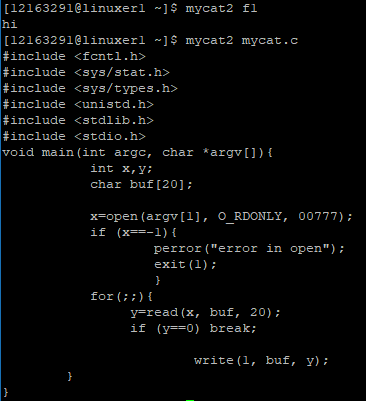 [12163291@linuxer1 ~]$ mycat2 f1
hi
[12163291@linuxer1 ~]$ mycat2 mycat.c
#include <fcntl.h>
#include <sys/stat.h>
#include <sys/types.h>
#include <unistd.h>
#include <stdlib.h>
#include <stdio.h>
void main(int argc, char *argv[]){
int x,y;
char buf[20];
x=open(argv[1], O_RDONLY, 00777);
if (x==-1){
perror("error in open");
exit(1);
}
for(;;){
y=read(x, buf, 20);
if (y==0) break;
write(1, buf, y);
}
}